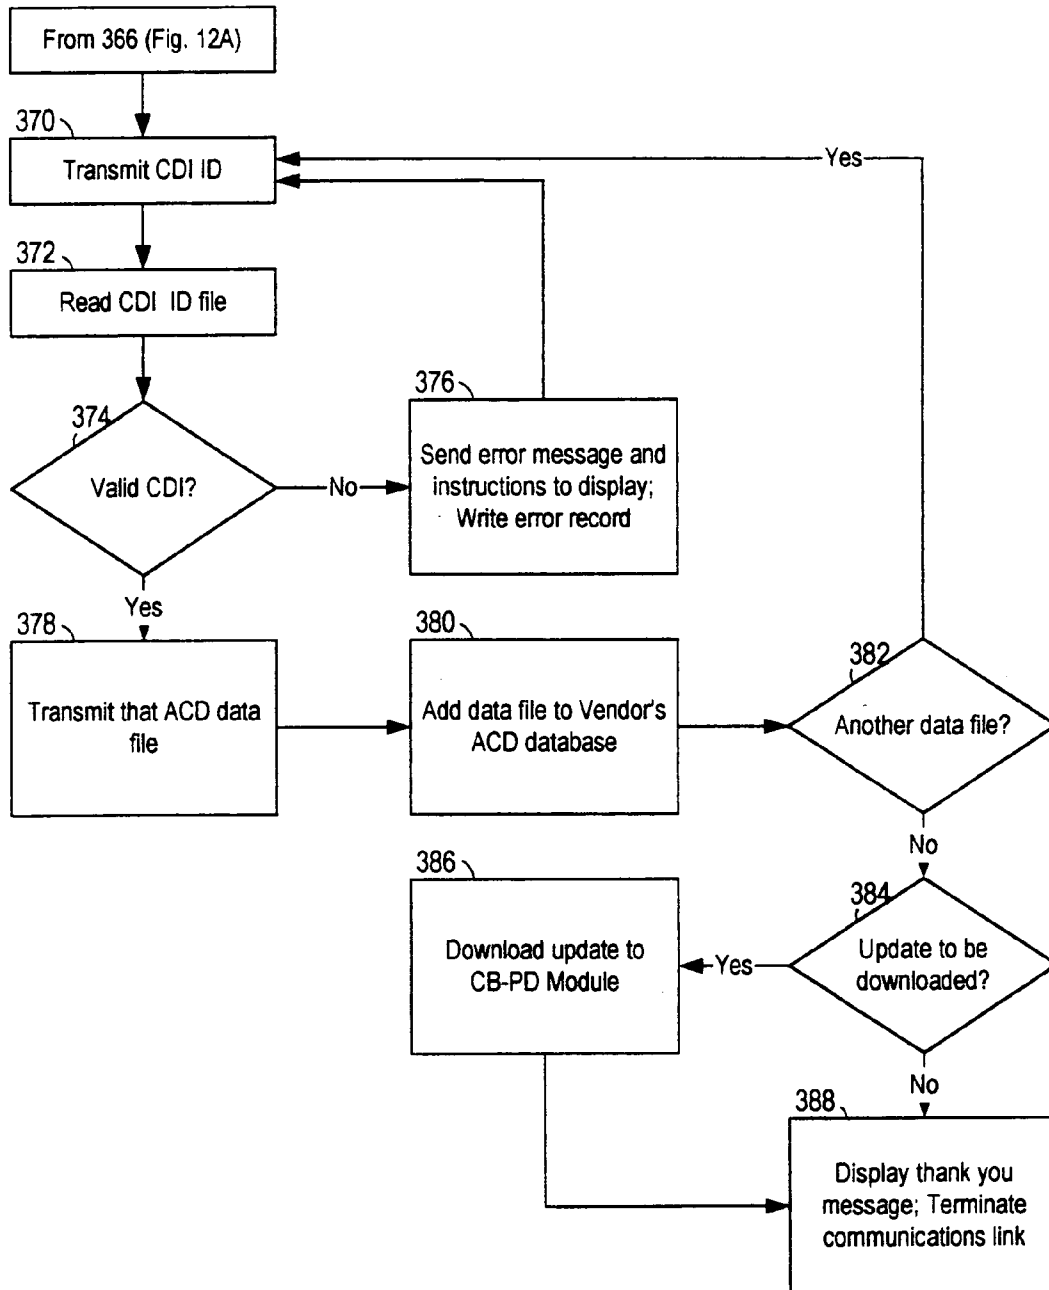 From 366 (Fig. 12A)
370
Transmit CDI ID
Yes
372
Read CDI ID file
374
Valid CDI?
No
376
Send error message and
instructions to display;
Write error record
Yes
378
Transmit that ACD data
file
380
Add data file to Vendor's
ACD database
382
Another data file?
No
384
Update to be
downloaded?
Yes
386
Download update to
CB-PD Module
No
388
Display thank you
message; Terminate
communications link